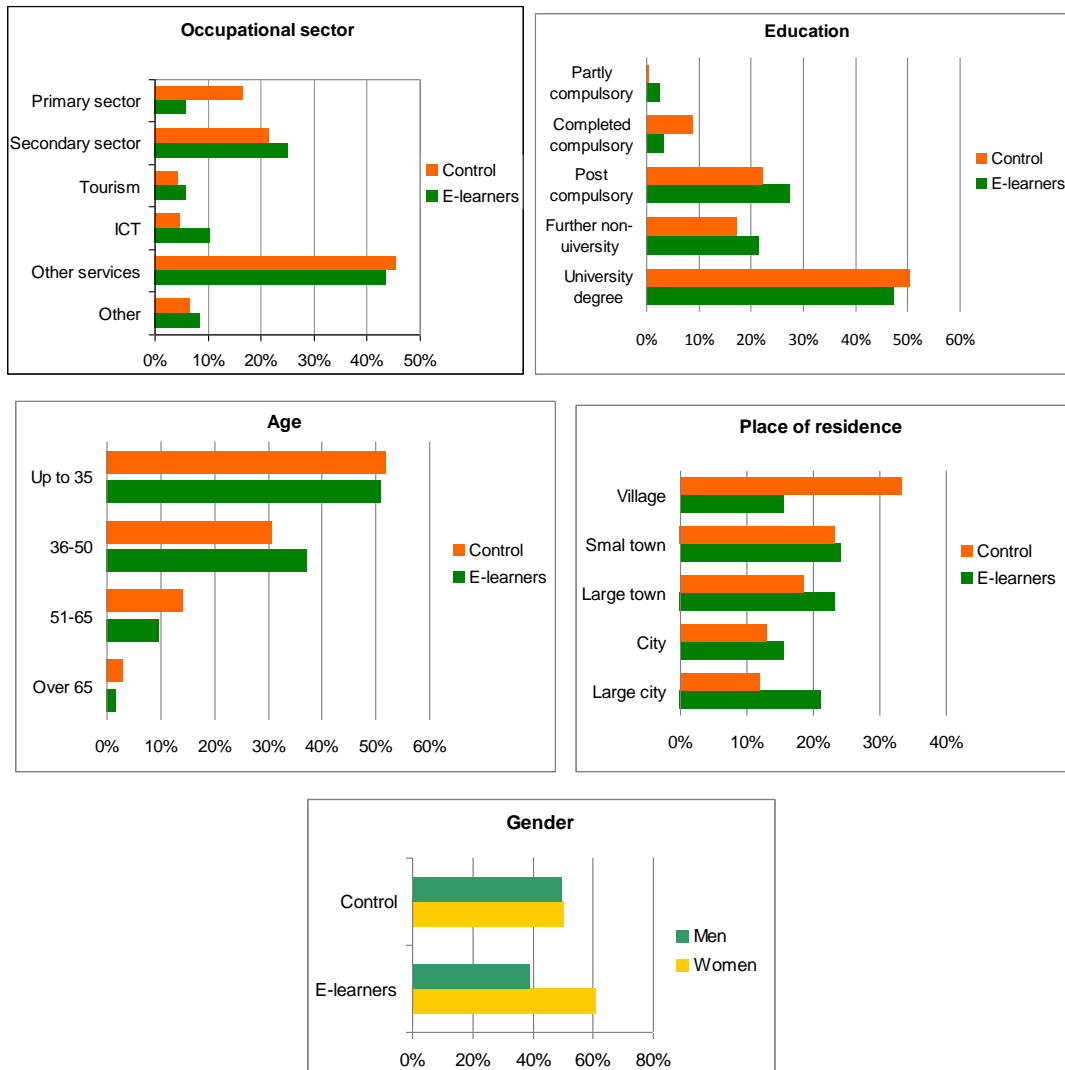 Occupational sector
Primary sector
Secondary sector
Tourism
ICT
Other services
Other
0% 10% 20% 30% 40% 50%
Control
E-learners
Education
Partly
compulsory
Completed
compulsory
Post
compulsory
Further non-
uiversity
University
degree
0% 10% 20% 30% 40% 50% 60%
Control
E-learners
Age
Up to 35
36-50
51-65
Over 65
0% 10% 20% 30% 40% 50% 60%
Control
E-learners
Place of residence
Village
Smal town
Large town
City
Large city
0% 10% 20% 30% 40%
Control
E-learners
Gender
Control
E-learners
0% 20% 40% 60% 80%
Men
Women